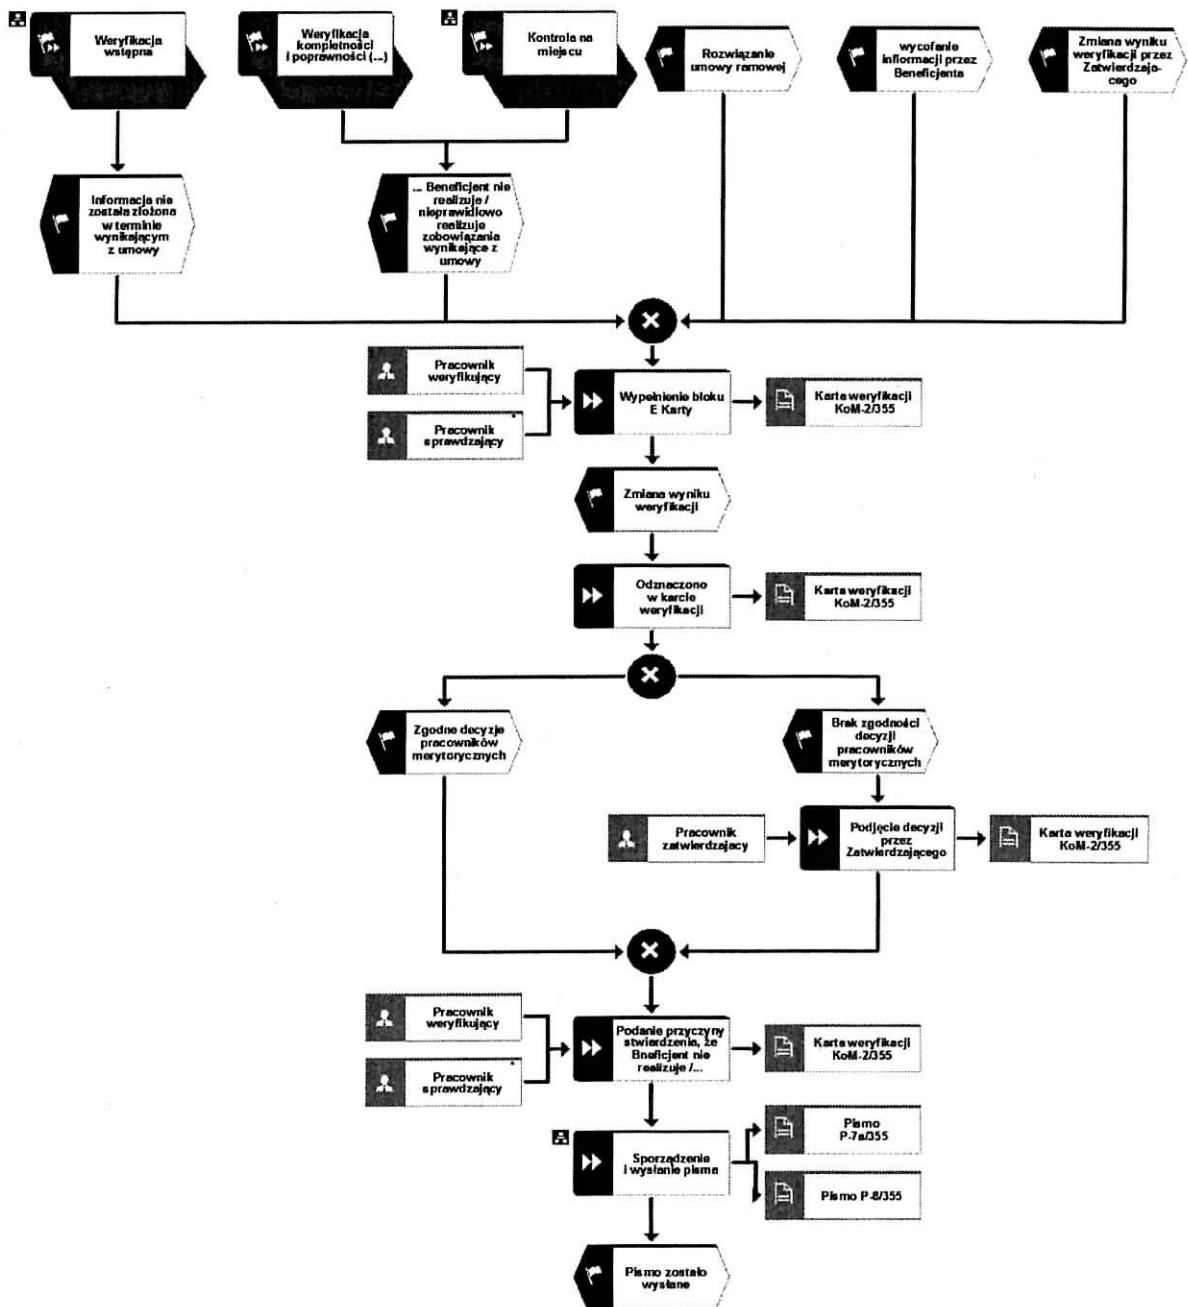 Weryfikacja
wstępna
Weryfikacja
kompletności
i poprawności (...)
Kontrola na
miejscu
Rozwiązanie
umowy ramowej
wycofanie
informacji przez
Beneficjenta
Zmiana wyniku
weryfikacji przez
Zatwierdzają-
cego
Informacja nie
została złożona
w terminie
wynikającym
z umowy
... Beneficjent nie
realizuje /
nieprawidłowo
realizuje
zobowiązania
wynikające z
umowy
Pracownik
weryfikujący
Pracownik
sprawdzający
Wypełnienie bloku
E Karty
Karta weryfikacji
KoM-2/355
Zmiana wyniku
weryfikacji
Odznaczono
w karcie
weryfikacji
Karta weryfikacji
KoM-2/355
Zgodne decyzje
pracowników
merytorycznych
Brak zgodności
decyzji
pracowników
merytorycznych
Pracownik
zatwierdzajacy
Podjęcie decyzji
przez
Zatwierdzającego
Karta weryfikacji
KoM-2/355
Pracownik
weryfikujący
Pracownik
sprawdzający
Podanie przyczyny
stwierdzenia, że
Bneficjent nie
realizuje /...
Karta weryfikacji
KoM-2/355
Sporządzenie
i wysłanie pisma
Pismo
P-7a/355
Pismo P-8/355
Pismo zostało
wysłane